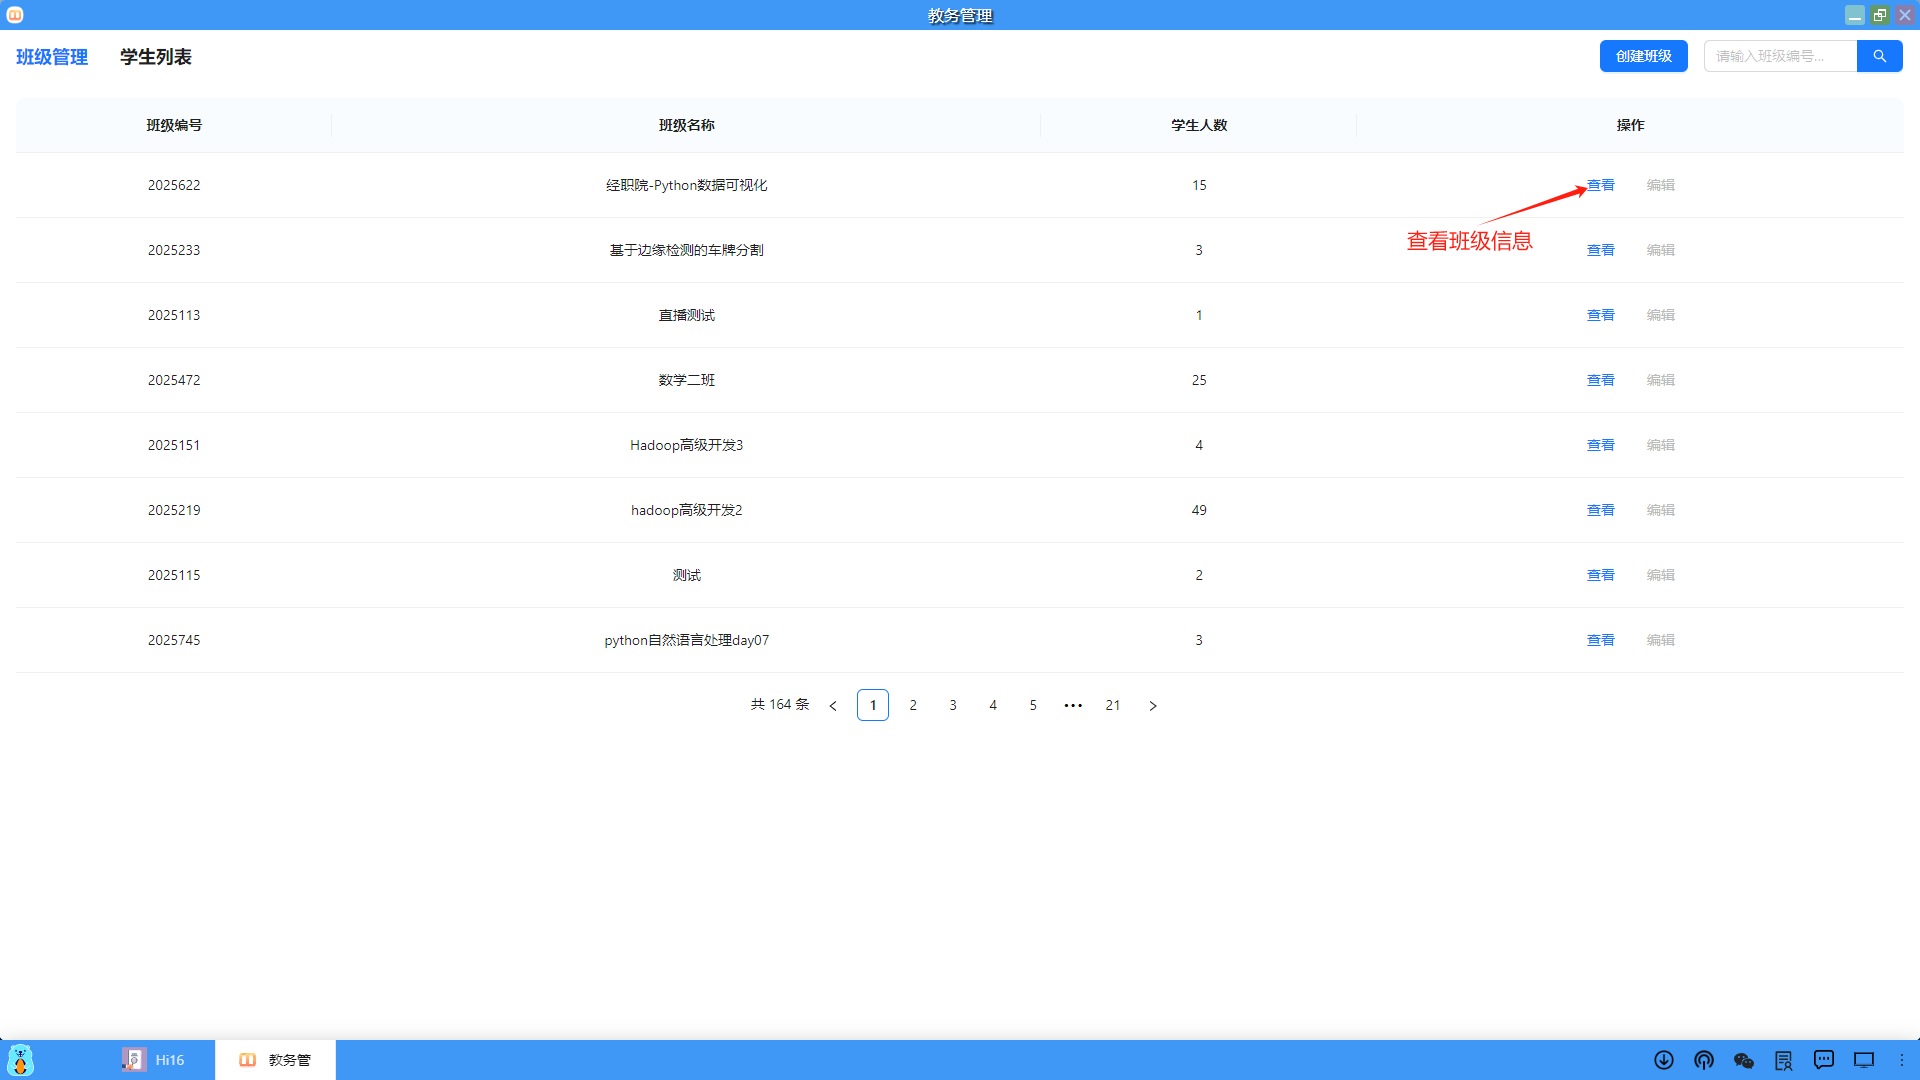 教务管理
班级管理 学生列表 创建班级 请输入班级编号...
班级编号 班级名称 学生人数 操作
2025622 经职院-Python数据可视化 15 查看 编辑
查看班级信息
2025233 基于边缘检测的车牌分割 3 查看 编辑
2025113 直播测试 1 查看 编辑
2025472 数学二班 25 查看 编辑
2025151 Hadoop高级开发3 4 查看 编辑
2025219 hadoop高级开发2 49 查看 编辑
2025115 测试 2 查看 编辑
2025745 python自然语言处理day07 3 查看 编辑
共 164 条 < 1 2 3 4 5 ••• 21 >
Hi16 教务管